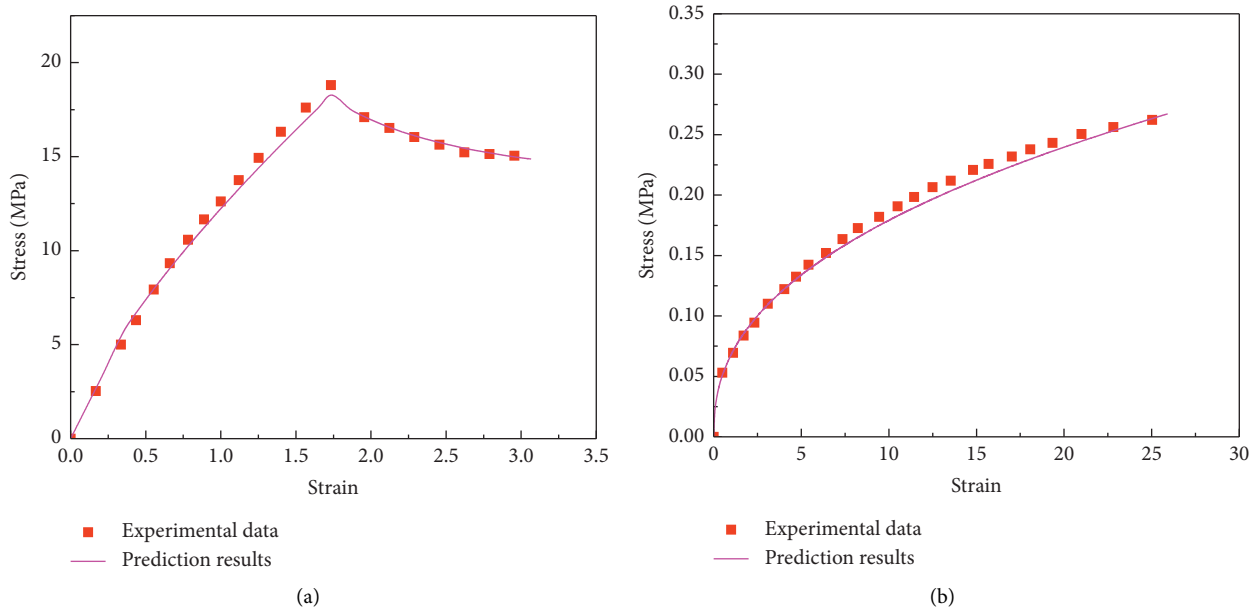 20
15
10
5
0
Stress (MPa)
0.0 0.5 1.0 1.5 2.0 2.5 3.0 3.5
Strain
Experimental data
Prediction results
(a)
0.35
0.30
0.25
0.20
0.15
0.10
0.05
0.00
Stress (MPa)
0 5 10 15 20 25 30
Strain
Experimental data
Prediction results
(b)